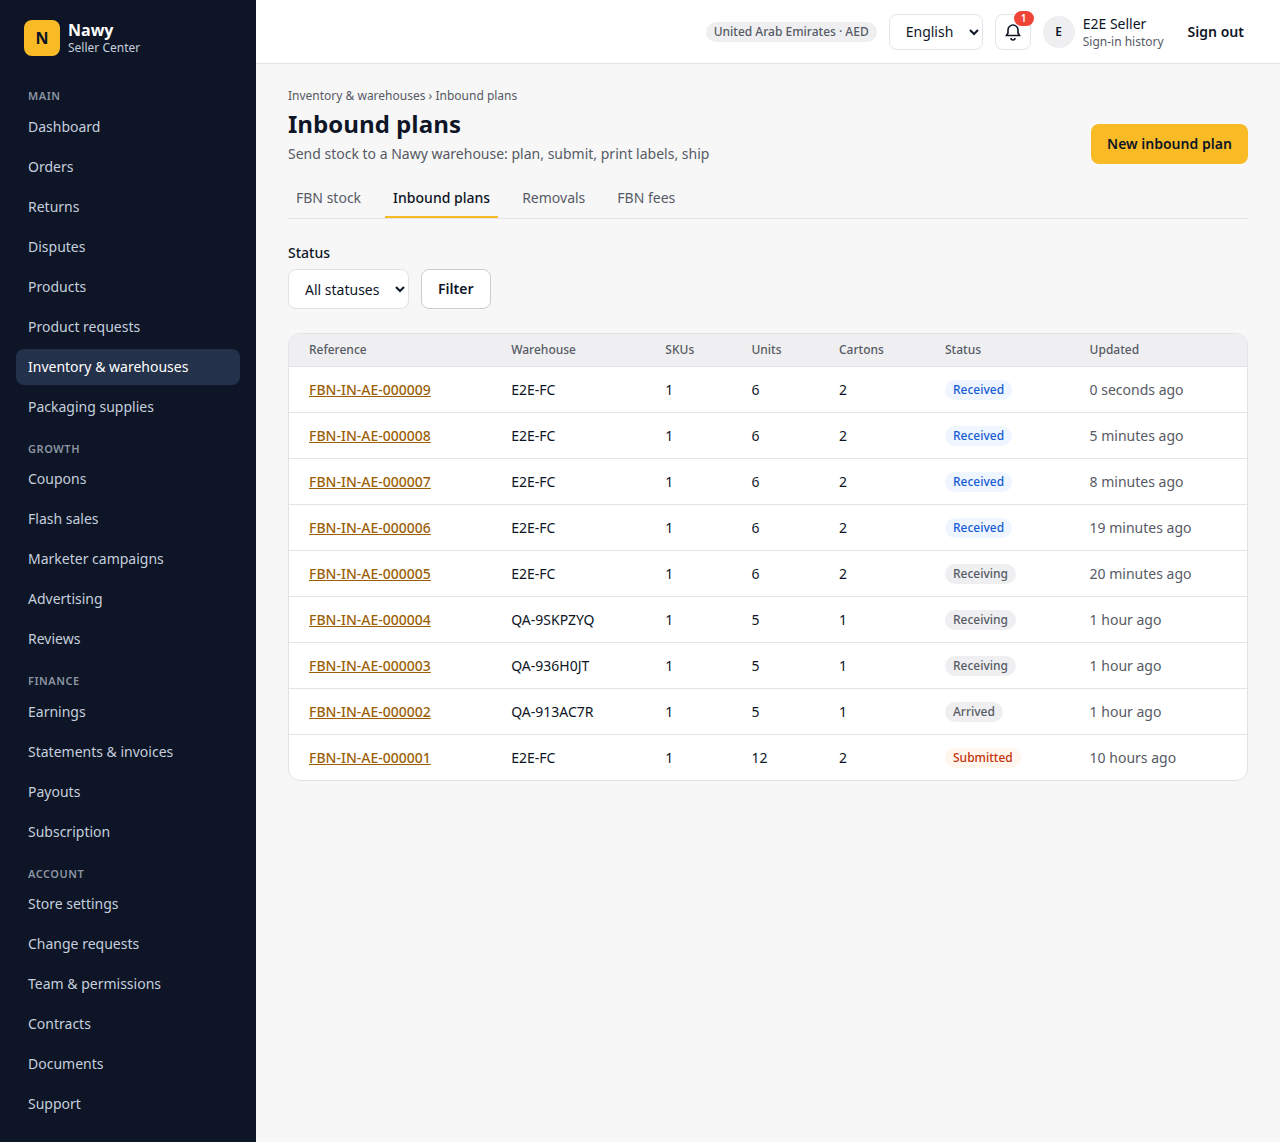 N
Nawy
Seller Center
United Arab Emirates · AED
English
1
E
E2E Seller
Sign-in history
Sign out
MAIN
Dashboard
Orders
Returns
Disputes
Products
Product requests
Inventory & warehouses
Packaging supplies
GROWTH
Coupons
Flash sales
Marketer campaigns
Advertising
Reviews
FINANCE
Earnings
Statements & invoices
Payouts
Subscription
ACCOUNT
Store settings
Change requests
Team & permissions
Contracts
Documents
Support
Inventory & warehouses › Inbound plans
Inbound plans
Send stock to a Nawy warehouse: plan, submit, print labels, ship
New inbound plan
FBN stock Inbound plans Removals FBN fees
Status
All statuses Filter
Reference Warehouse SKUs Units Cartons Status Updated
FBN-IN-AE-000009 E2E-FC 1 6 2 Received 0 seconds ago
FBN-IN-AE-000008 E2E-FC 1 6 2 Received 5 minutes ago
FBN-IN-AE-000007 E2E-FC 1 6 2 Received 8 minutes ago
FBN-IN-AE-000006 E2E-FC 1 6 2 Received 19 minutes ago
FBN-IN-AE-000005 E2E-FC 1 6 2 Receiving 20 minutes ago
FBN-IN-AE-000004 QA-9SKPZYQ 1 5 1 Receiving 1 hour ago
FBN-IN-AE-000003 QA-936H0JT 1 5 1 Receiving 1 hour ago
FBN-IN-AE-000002 QA-913AC7R 1 5 1 Arrived 1 hour ago
FBN-IN-AE-000001 E2E-FC 1 12 2 Submitted 10 hours ago